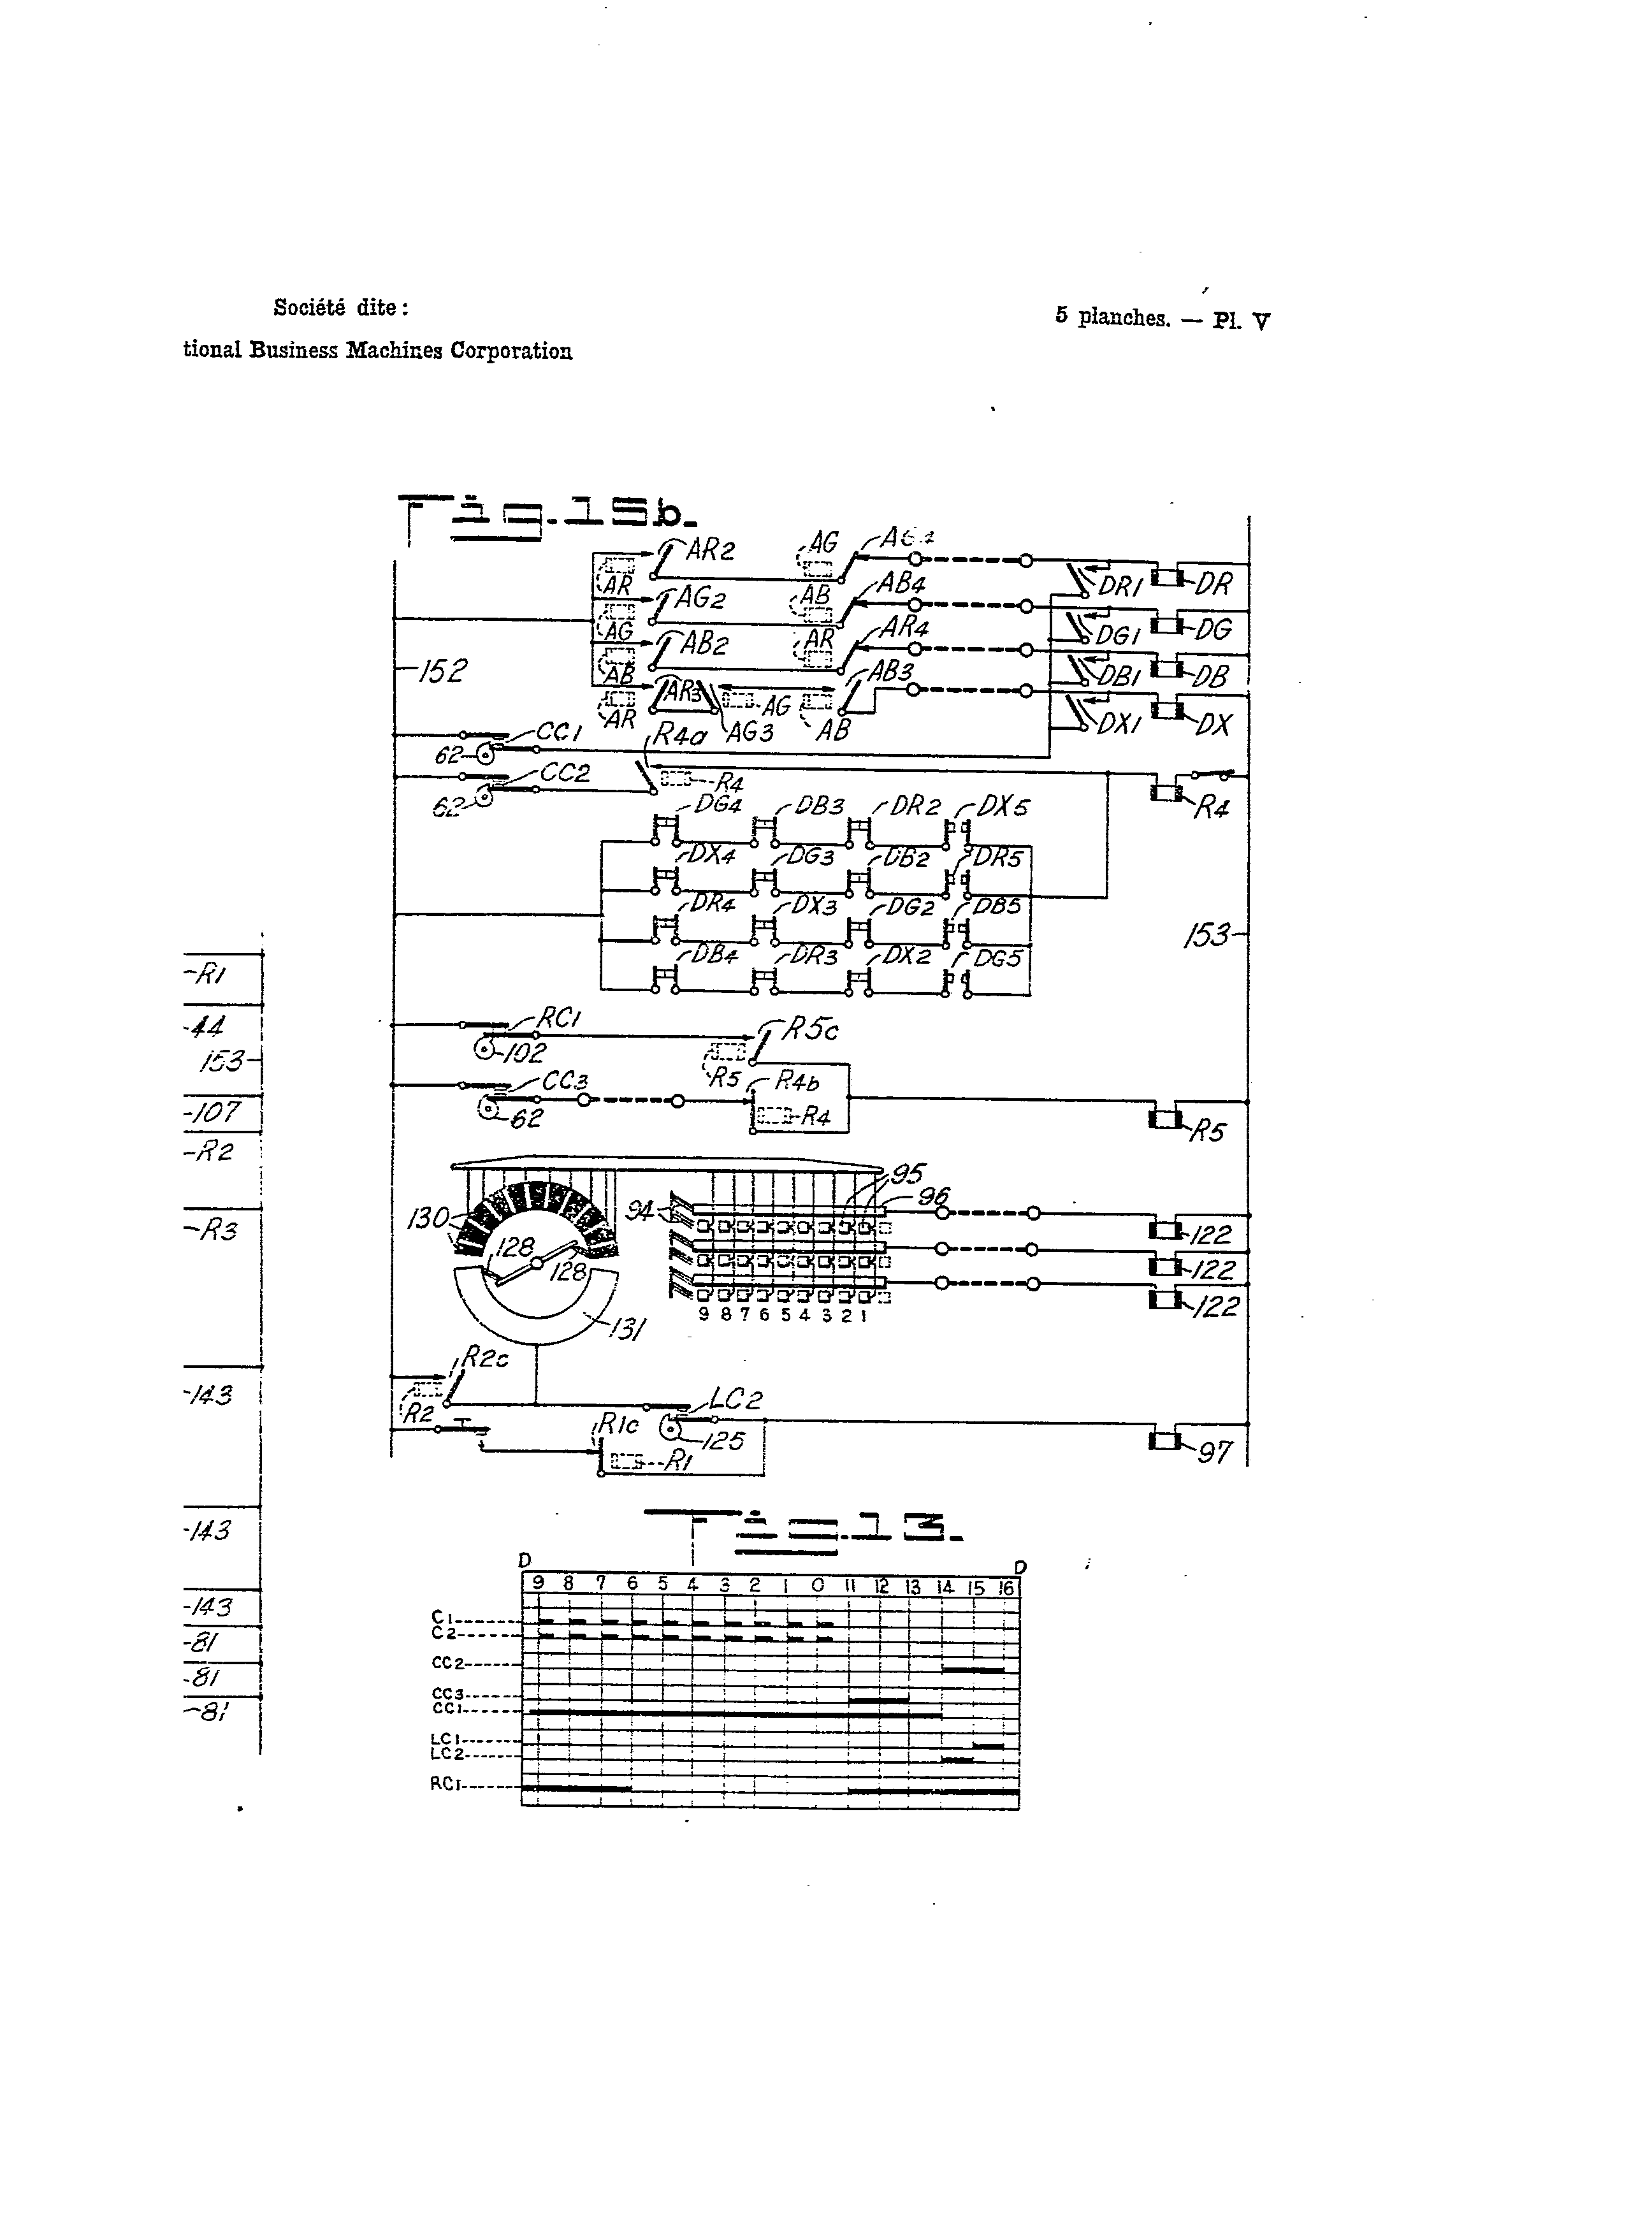 Société dite :
5 planches. — Pl. V
tional Business Machines Corporation
Fig.15b.
AR2
AG
AR
DR1
DR
AG2
AB
AB4
AG
DG1
DG
AB2
AR
AR4
AB
DB1
DB
152
AR3
AG
AB3
AR
AG3
AB
DX1
DX
CC1
62
R4a
CC2
62
R4
R4
DG4
DB3
DR2
DX5
DX4
DG3
DB2
DR5
DR4
DX3
DG2
DB5
153
DB4
DR3
DX2
DG5
-R1
-44
153
-107
-R2
-R3
-143
-143
-143
-81
-81
-81
RC1
102
R5c
R5
CC3
62
R4b
R4
R5
130
128
128
131
94
95
96
122
122
122
9 8 7 6 5 4 3 2 1
R2c
R2
LC2
125
R1c
R1
97
Fig.13.
D D
9 8 7 6 5 4 3 2 1 0 11 12 13 14 15 16
C1
C2
CC2
CC3
CC1
LC1
LC2
RC1